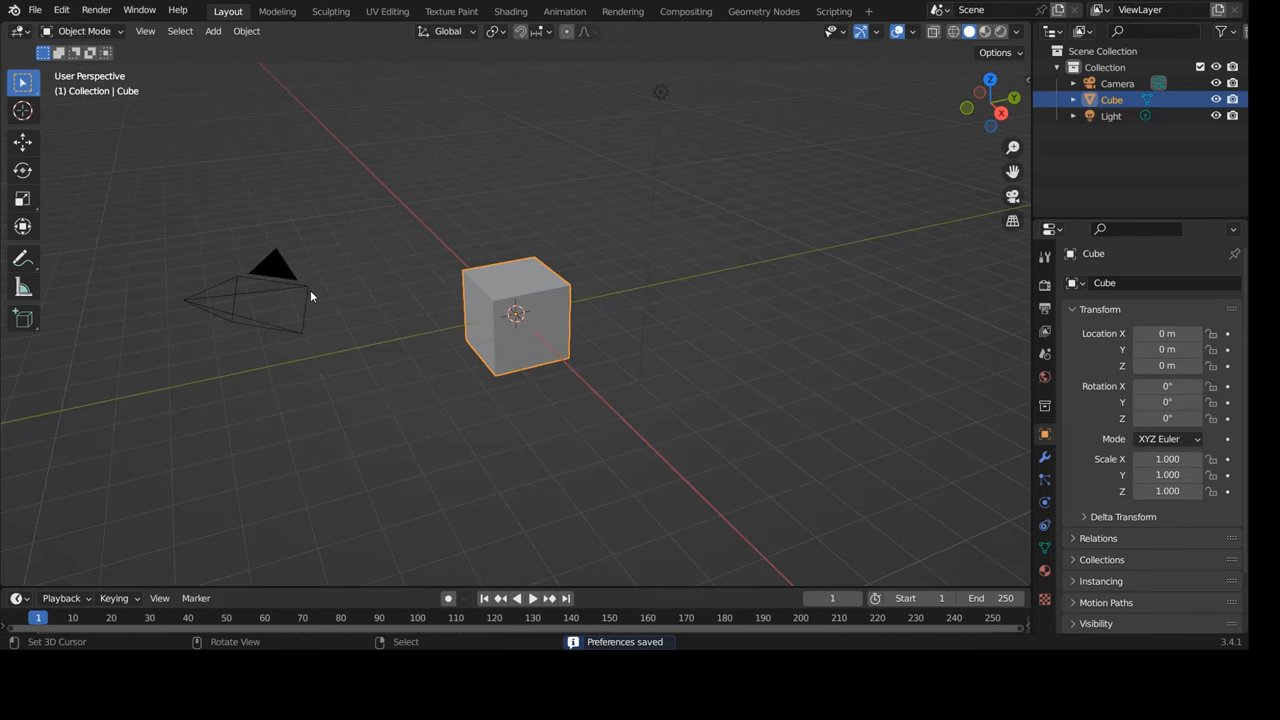 File Edit Render Window Help Layout Modeling Sculpting UV Editing Texture Paint Shading Animation Rendering Compositing Geometry Nodes Scripting + Scene ViewLayer
Object Mode View Select Add Object Global
Options
User Perspective
(1) Collection | Cube
Z
Y
X
Scene Collection
Collection
Camera
Cube
Light
Cube
Cube
Transform
Location X 0 m
Y 0 m
Z 0 m
Rotation X 0°
Y 0°
Z 0°
Mode XYZ Euler
Scale X 1.000
Y 1.000
Z 1.000
Delta Transform
Relations
Collections
Instancing
Motion Paths
Visibility
Playback Keying View Marker 1 Start 1 End 250
1 10 20 30 40 50 60 70 80 90 100 110 120 130 140 150 160 170 180 190 200 210 220 230 240 250
Set 3D Cursor Rotate View Select Preferences saved 3.4.1